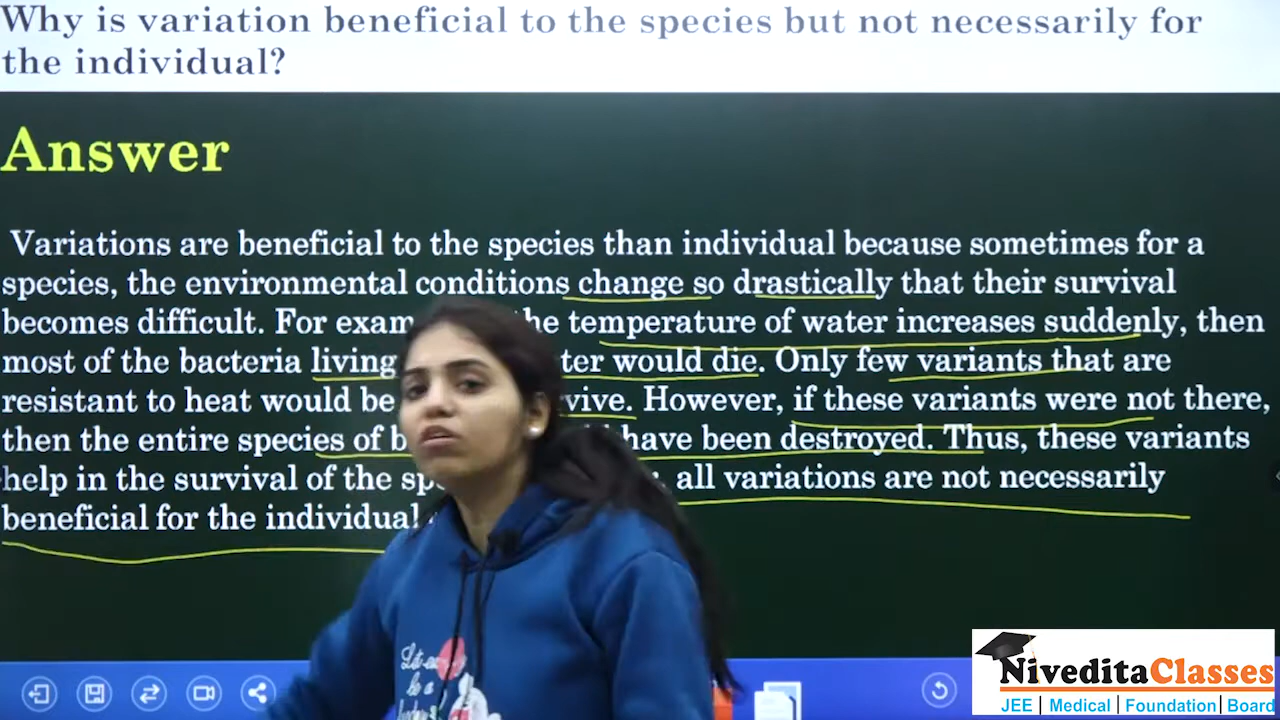 Why is variation beneficial to the species but not necessarily for
the individual?
Answer
Variations are beneficial to the species than individual because sometimes for a
species, the environmental conditions change so drastically that their survival
becomes difficult. For the temperature of water increases suddenly, then
most of the bacteria living would die. Only few variants that are
resistant to heat would be However, if these variants were not there,
then the entire species of have been destroyed. Thus, these variants
help in the survival of the all variations are not necessarily
beneficial for the individual
NiveditaClasses
JEE | Medical | Foundation | Board